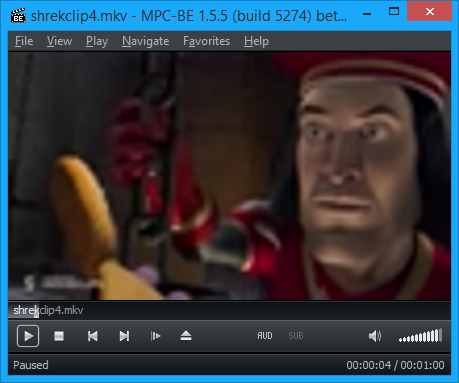 shrekclip4.mkv - MPC-BE 1.5.5 (build 5274) bet...
File View Play Navigate Favorites Help
shrekclip4.mkv
AUD SUB
Paused 00:00:04 / 00:01:00